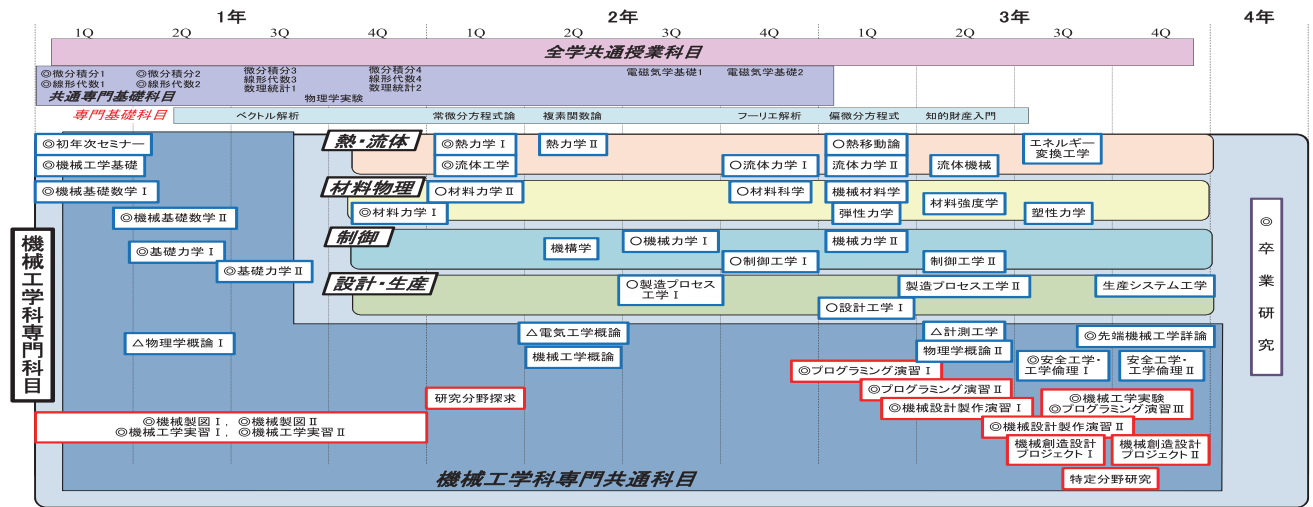 1年
2年
3年
4年
1Q
2Q
3Q
4Q
1Q
2Q
3Q
4Q
1Q
2Q
3Q
4Q
全学共通授業科目
◎微分積分1
◎線形代数1
◎微分積分2
◎線形代数2
微分積分3
線形代数3
数理統計1
微分積分4
線形代数4
数理統計2
電磁気学基礎1
電磁気学基礎2
共通専門基礎科目
物理学実験
専門基礎科目
ベクトル解析
常微分方程式論
複素関数論
フーリエ解析
偏微分方程式
知的財産入門
機械工学科専門科目
◎初年次セミナー
◎機械工学基礎
◎機械基礎数学Ⅰ
◎機械基礎数学Ⅱ
◎基礎力学Ⅰ
◎基礎力学Ⅱ
△物理学概論Ⅰ
熱・流体
◎熱力学Ⅰ
熱力学Ⅱ
○熱移動論
エネルギー
変換工学
◎流体工学
○流体力学Ⅰ
流体力学Ⅱ
流体機械
材料物理
○材料力学Ⅱ
○材料科学
機械材料学
材料強度学
◎材料力学Ⅰ
弾性力学
塑性力学
制御
機構学
○機械力学Ⅰ
機械力学Ⅱ
○制御工学Ⅰ
制御工学Ⅱ
設計・生産
○製造プロセス
工学Ⅰ
製造プロセス工学Ⅱ
生産システム工学
○設計工学Ⅰ
△電気工学概論
機械工学概論
△計測工学
物理学概論Ⅱ
◎先端機械工学詳論
◎安全工学・
工学倫理Ⅰ
安全工学・
工学倫理Ⅱ
◎プログラミング演習Ⅰ
◎プログラミング演習Ⅱ
研究分野探求
◎機械設計製作演習Ⅰ
◎機械工学実験
◎プログラミング演習Ⅲ
◎機械製図Ⅰ，◎機械製図Ⅱ
◎機械工学実習Ⅰ，◎機械工学実習Ⅱ
◎機械設計製作演習Ⅱ
機械創造設計
プロジェクトⅠ
機械創造設計
プロジェクトⅡ
特定分野研究
機械工学科専門共通科目
◎卒業研究